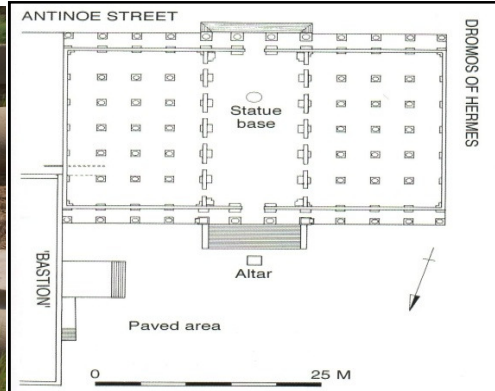 ANTINOE STREET
DROMOS OF HERMES
Statue
base
'BASTION'
Altar
Paved area
0 25 M